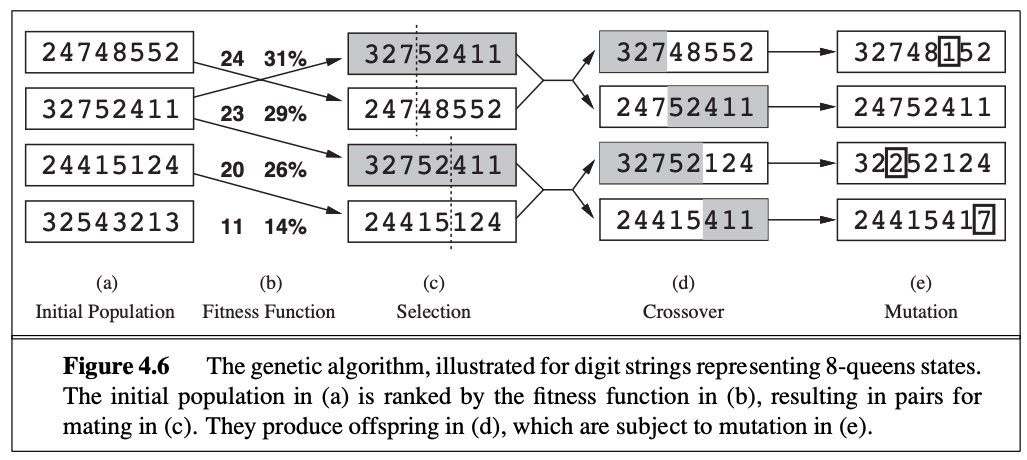 24748552 24 31% 32752411 32748552 32748152
32752411 23 29% 24748552 24752411 24752411
24415124 20 26% 32752411 32752124 32252124
32543213 11 14% 24415124 24415411 24415417
(a) (b) (c) (d) (e)
Initial Population Fitness Function Selection Crossover Mutation
Figure 4.6 The genetic algorithm, illustrated for digit strings representing 8-queens states.
The initial population in (a) is ranked by the fitness function in (b), resulting in pairs for
mating in (c). They produce offspring in (d), which are subject to mutation in (e).